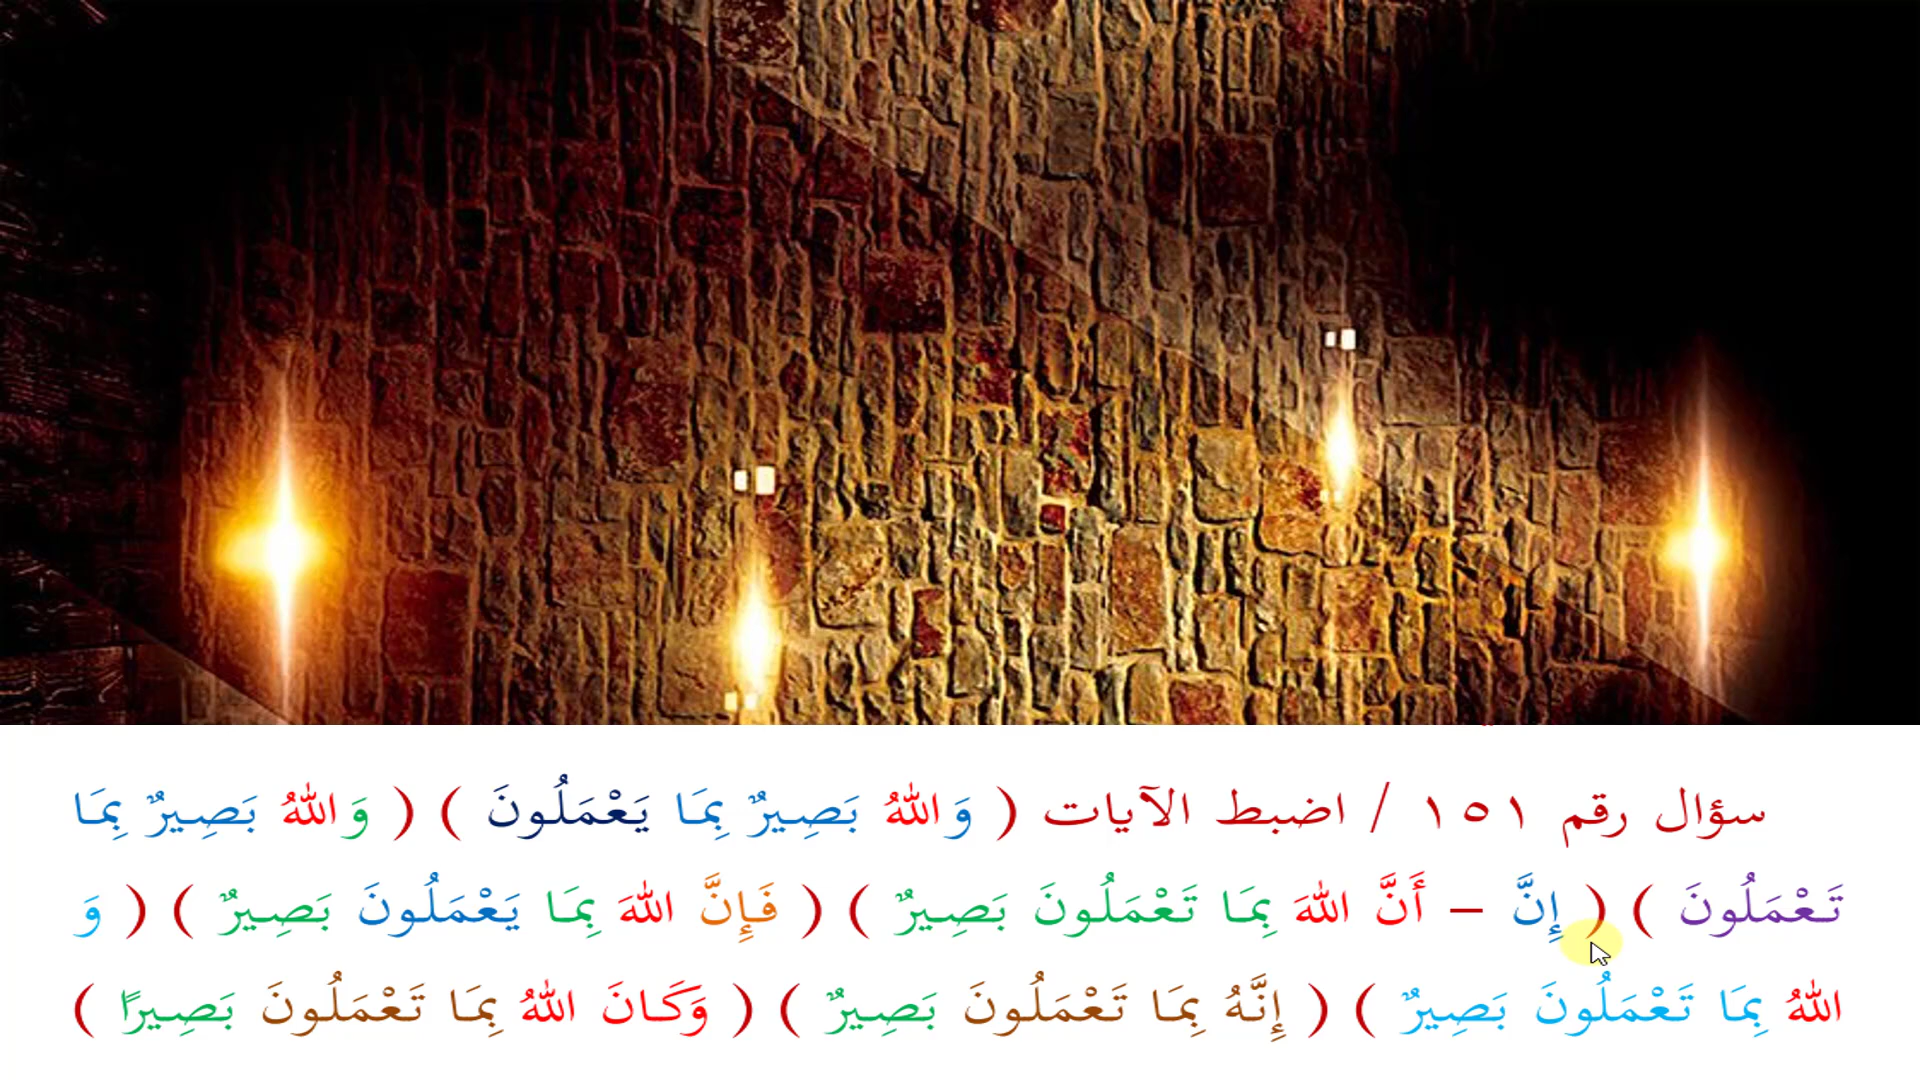 سؤال رقم ١٥١ / اضبط الآيات ( وَاللهُ بَصِيرٌ بِمَا يَعْمَلُونَ ) ( وَاللهُ بَصِيرٌ بِمَا
تَعْمَلُونَ ) ( إِنَّ – أَنَّ اللهَ بِمَا تَعْمَلُونَ بَصِيرٌ ) ( فَإِنَّ اللهَ بِمَا يَعْمَلُونَ بَصِيرٌ ) ( وَ
اللهُ بِمَا تَعْمَلُونَ بَصِيرٌ ) ( إِنَّهُ بِمَا تَعْمَلُونَ بَصِيرٌ ) ( وَكَانَ اللهُ بِمَا تَعْمَلُونَ بَصِيرًا )